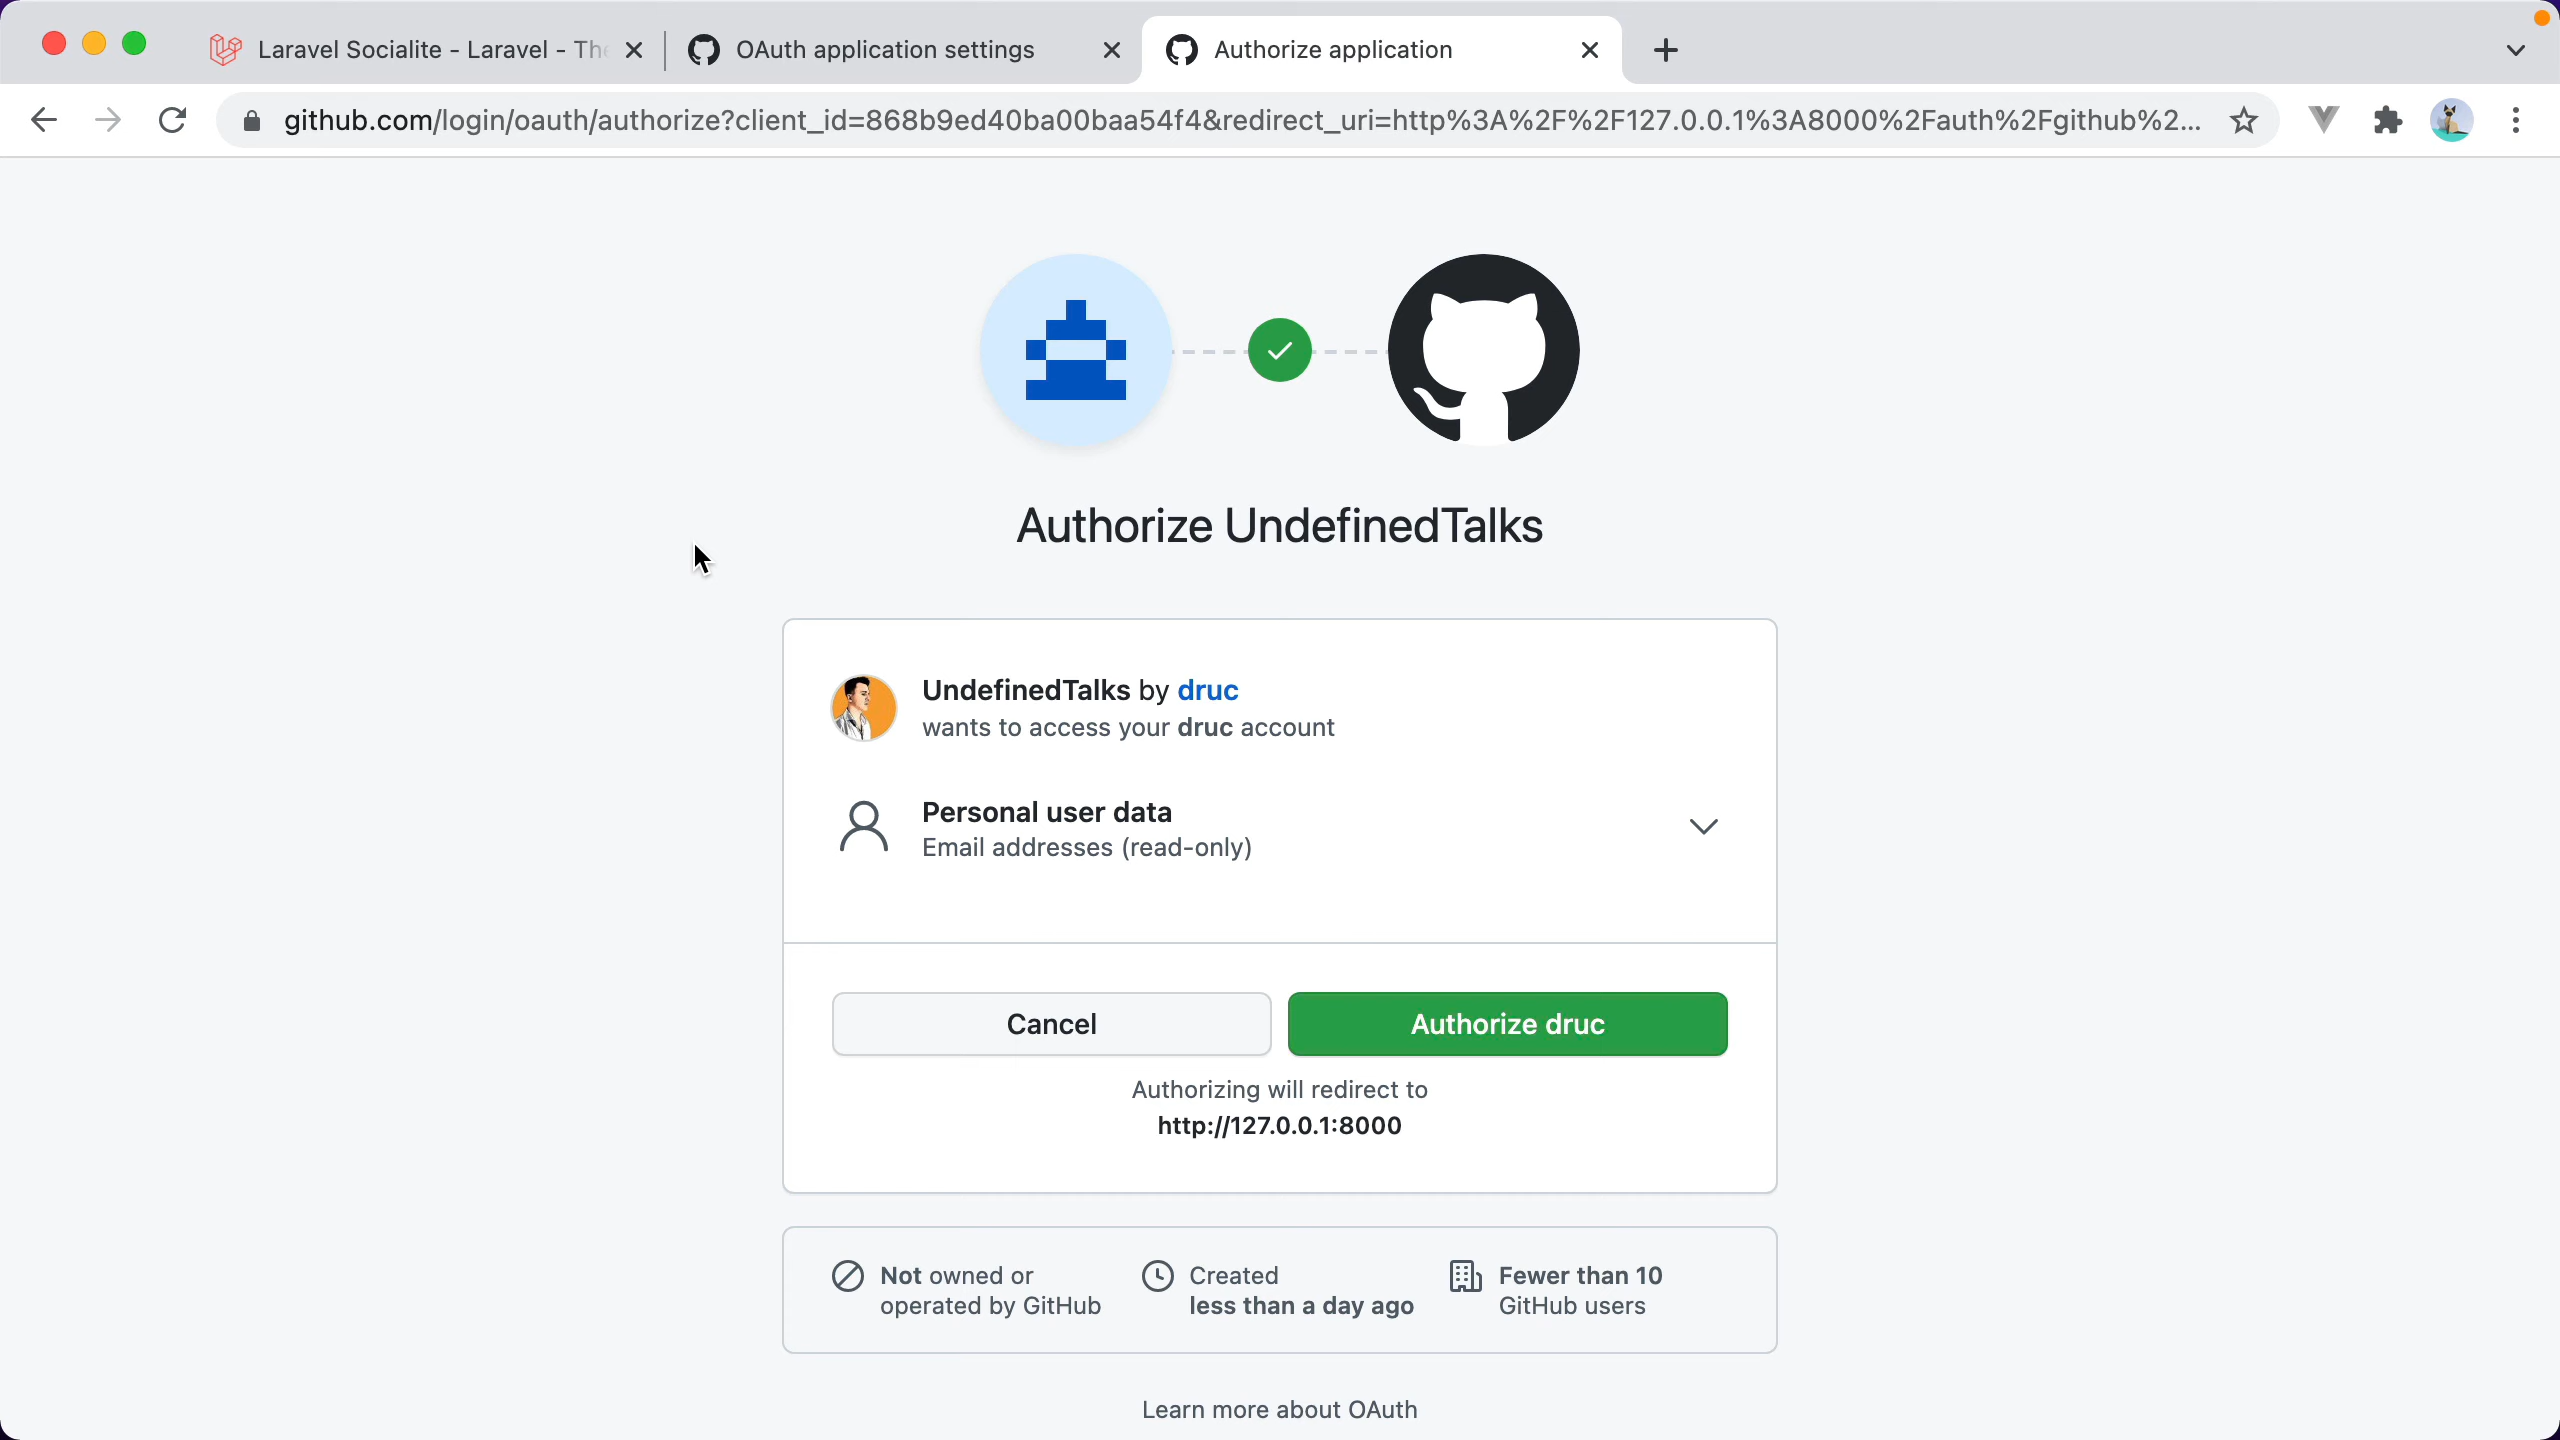 Laravel Socialite - Laravel - The
OAuth application settings
Authorize application
github.com/login/oauth/authorize?client_id=868b9ed40ba00baa54f4&redirect_uri=http%3A%2F%2F127.0.0.1%3A8000%2Fauth%2Fgithub%2...
Authorize UndefinedTalks
UndefinedTalks by druc
wants to access your druc account
Personal user data
Email addresses (read-only)
Cancel
Authorize druc
Authorizing will redirect to
http://127.0.0.1:8000
Not owned or
operated by GitHub
Created
less than a day ago
Fewer than 10
GitHub users
Learn more about OAuth